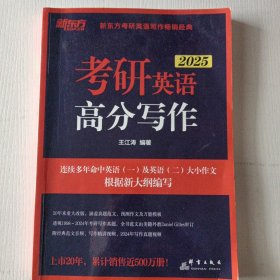 新东方
新东方考研英语写作畅销经典
2025
考研英语
高分写作
王江涛 编著
连续多年命中英语（一）及英语（二）大小作文
根据新大纲编写
上市20年，累计销售近500万册！
群言出版社